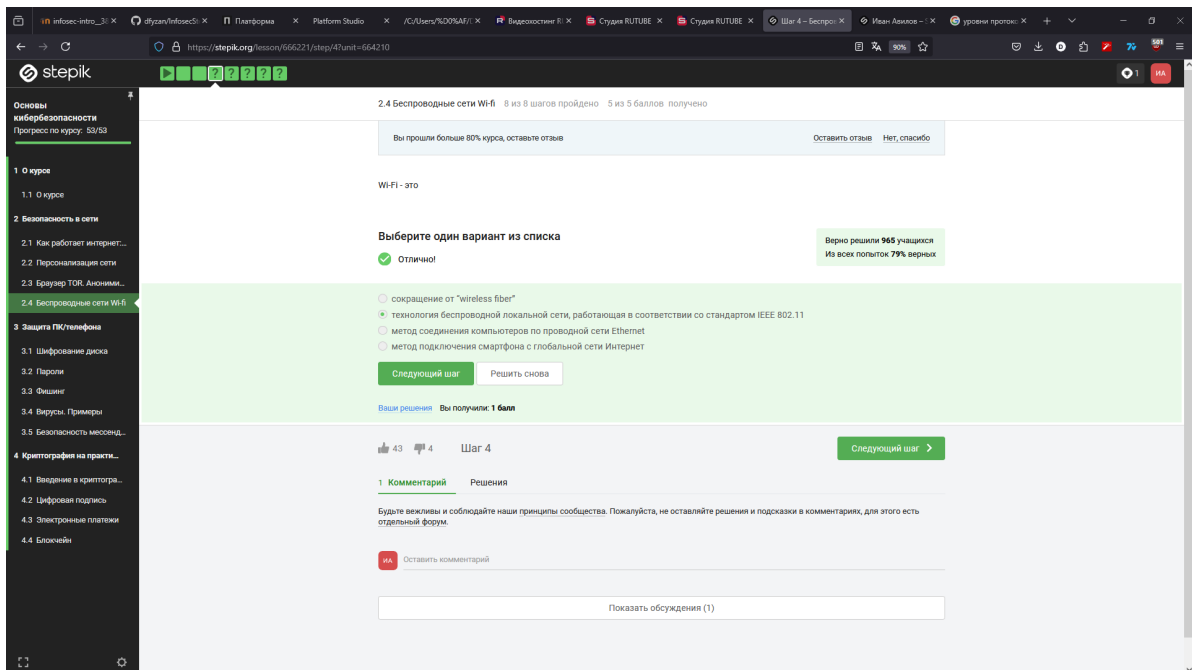 infosec-intro_38
dfyzan/InfosecSt
Платформа
Platform Studio
/C:/Users/%D0%AF/
Видеохостинг R
Студия RUTUBE
Студия RUTUBE
Шаг 4 – Беспров
Иван Авилов –
уровни проток
https://stepik.org/lesson/666221/step/4?unit=664210
90%
501
stepik
1
ИА
Основы
кибербезопасности
Прогресс по курсу: 53/53
1 О курсе
1.1 О курсе
2 Безопасность в сети
2.1 Как работает интернет:...
2.2 Персонализация сети
2.3 Браузер TOR. Аноними...
2.4 Беспроводные сети Wi-fi
3 Защита ПК/телефона
3.1 Шифрование диска
3.2 Пароли
3.3 Фишинг
3.4 Вирусы. Примеры
3.5 Безопасность мессенд...
4 Криптография на практи...
4.1 Введение в криптогра...
4.2 Цифровая подпись
4.3 Электронные платежи
4.4 Блокчейн
2.4 Беспроводные сети Wi-fi 8 из 8 шагов пройдено 5 из 5 баллов получено
Вы прошли больше 80% курса, оставьте отзыв Оставить отзыв Нет, спасибо
Wi-Fi - это
Выберите один вариант из списка
Отлично!
Верно решили 965 учащихся
Из всех попыток 79% верных
сокращение от "wireless fiber"
технология беспроводной локальной сети, работающая в соответствии со стандартом IEEE 802.11
метод соединения компьютеров по проводной сети Ethernet
метод подключения смартфона с глобальной сети Интернет
Следующий шаг Решить снова
Ваши решения Вы получили: 1 балл
43 4 Шаг 4 Следующий шаг
1 Комментарий Решения
Будьте вежливы и соблюдайте наши принципы сообщества. Пожалуйста, не оставляйте решения и подсказки в комментариях, для этого есть
отдельный форум.
ИА Оставить комментарий
Показать обсуждения (1)